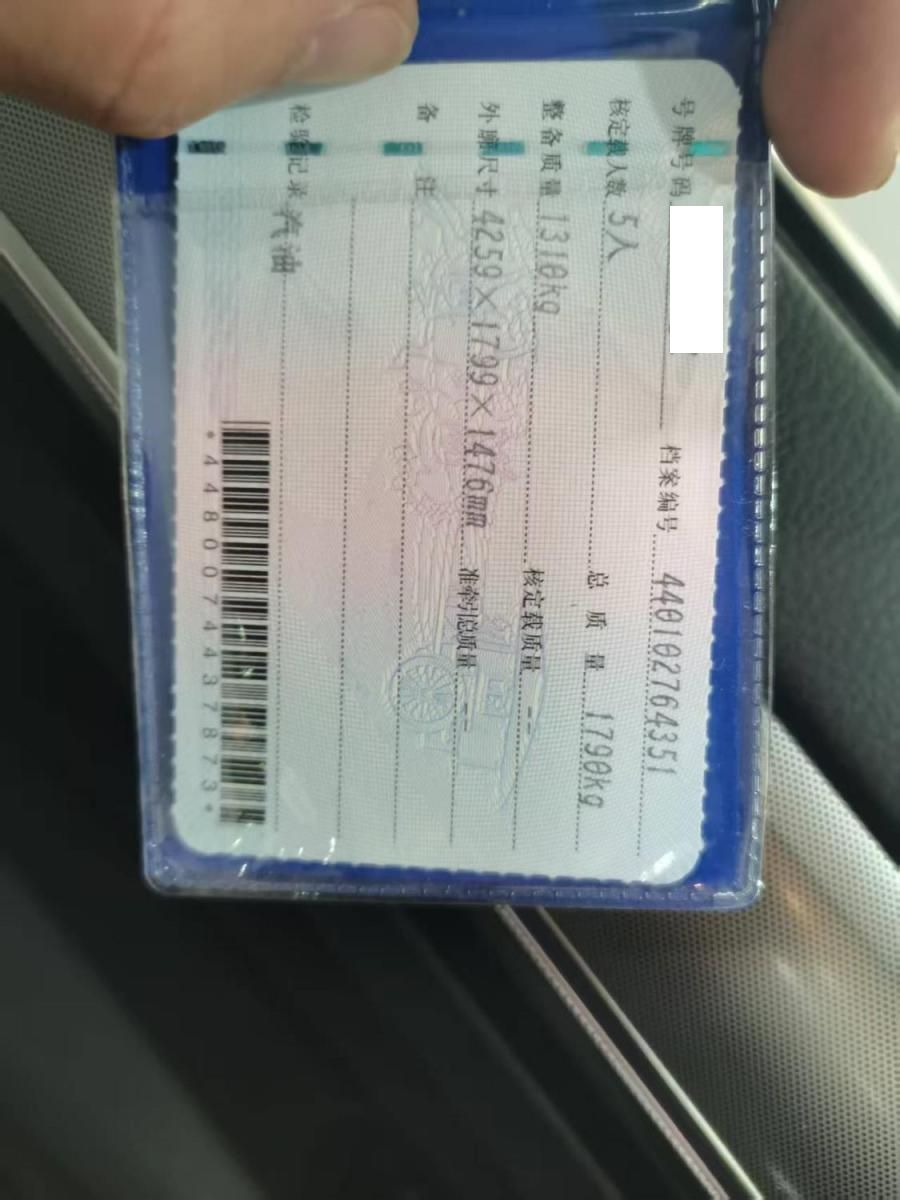 号牌号码 档案编号 440102764351
核定载人数 5人 总质量 1790kg
整备质量 1310kg 核定载质量 --
外廓尺寸 4259×1799×1476mm 准牵引总质量 --
备注
检验记录 汽油
*4480074437873*